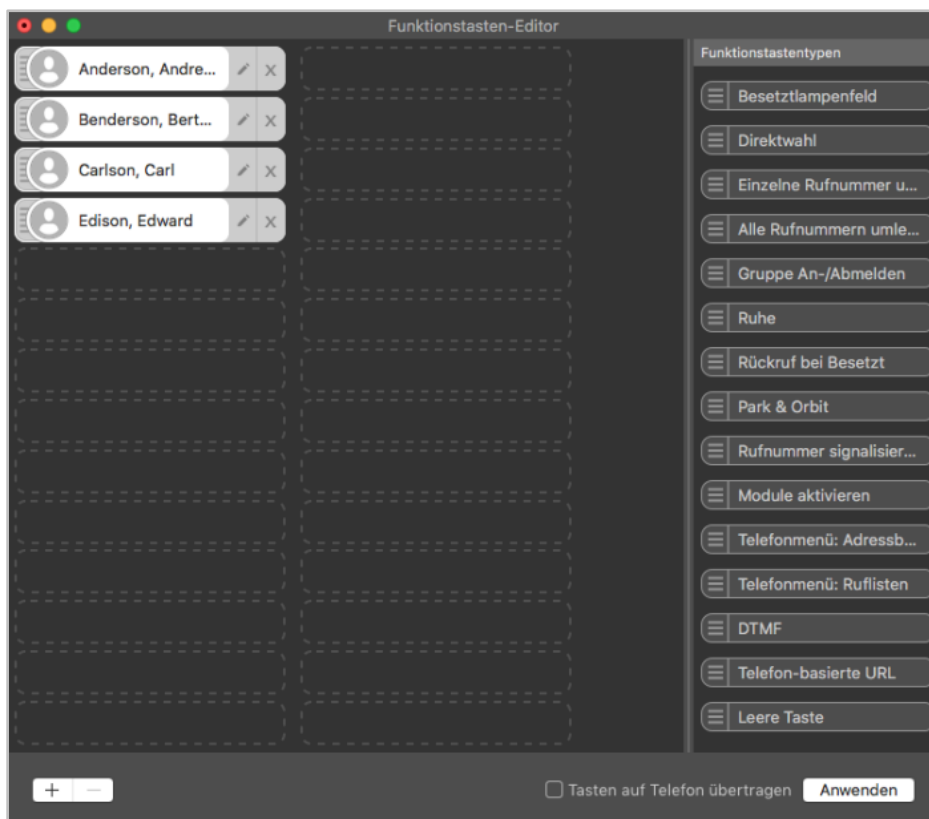 Funktionstasten-Editor
Anderson, Andre...
X
Benderson, Bert...
X
Carlson, Carl
X
Edison, Edward
X
Funktionstastentypen
Besetztlampenfeld
Direktwahl
Einzelne Rufnummer u...
Alle Rufnummern umle...
Gruppe An-/Abmelden
Ruhe
Rückruf bei Besetzt
Park & Orbit
Rufnummer signalisier...
Module aktivieren
Telefonmenü: Adressb...
Telefonmenü: Ruflisten
DTMF
Telefon-basierte URL
Leere Taste
+ −
Tasten auf Telefon übertragen
Anwenden